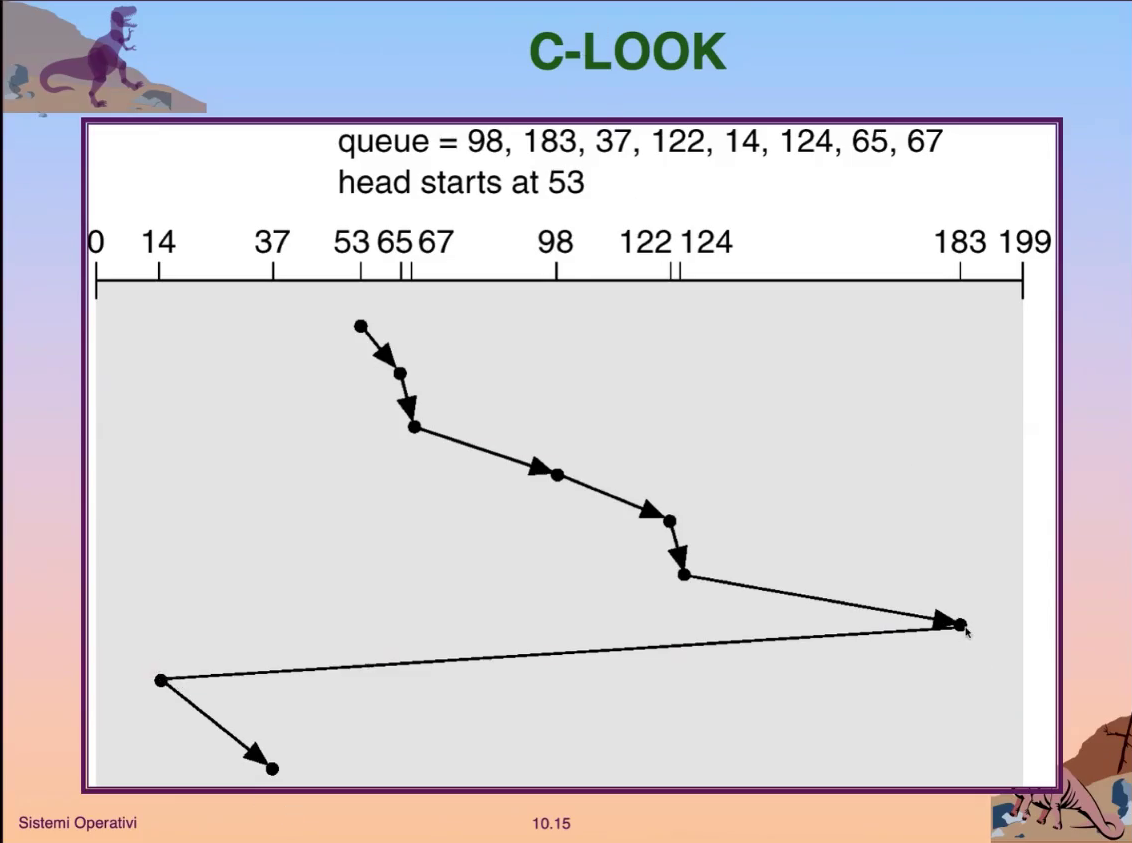 C-LOOK
queue = 98, 183, 37, 122, 14, 124, 65, 67
head starts at 53
0 14 37 53 65 67 98 122 124 183 199
Sistemi Operativi
10.15